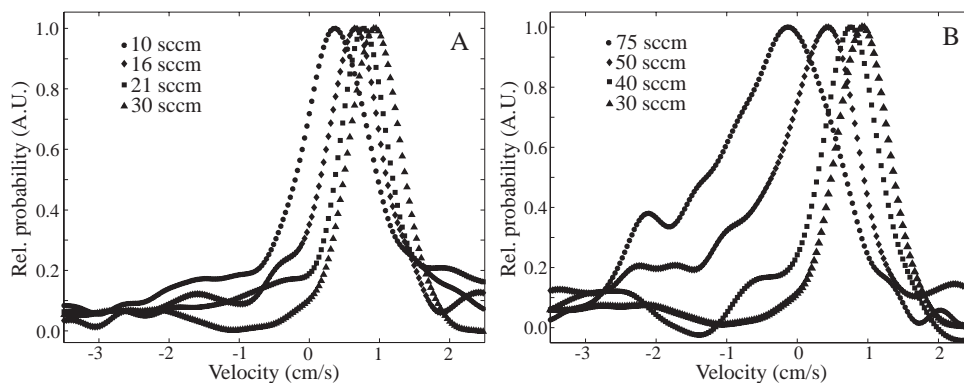 A
10 sccm
16 sccm
21 sccm
30 sccm
Rel. probability (A.U.)
1.0
0.8
0.6
0.4
0.2
0.0
-3 -2 -1 0 1 2
Velocity (cm/s)
B
75 sccm
50 sccm
40 sccm
30 sccm
Rel. probability (A.U.)
1.0
0.8
0.6
0.4
0.2
0.0
-3 -2 -1 0 1 2
Velocity (cm/s)